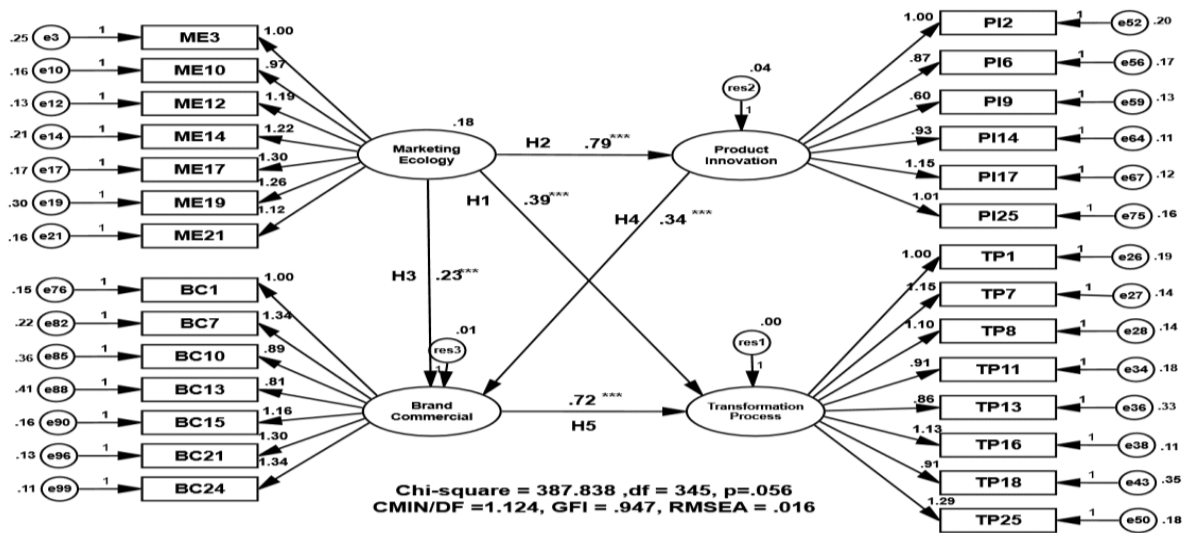 .25 e3 1 ME3 1.00
.16 e10 1 ME10 .97
.13 e12 1 ME12 1.19
.21 e14 1 ME14 1.22
.17 e17 1 ME17 1.30
.30 e19 1 ME19 1.26
.16 e21 1 ME21 1.12
.18
Marketing
Ecology
H2 .79***
H1 .39***
H3 .23***
H4 .34 ***
.04
res2
1
Product
Innovation
1.00 PI2 1 e52 .20
.87 PI6 1 e56 .17
.60 PI9 1 e59 .13
.93 PI14 1 e64 .11
1.15 PI17 1 e67 .12
1.01 PI25 1 e75 .16
.15 e76 1 BC1 1.00
.22 e82 1 BC7 1.34
.36 e85 1 BC10 .89
.41 e88 1 BC13 .81
.16 e90 1 BC15 1.16
.13 e96 1 BC21 1.30
.11 e99 1 BC24 1.34
.01
res3
1
Brand
Commercial
.72 ***
H5
.00
res1
1
Transformation
Process
1.00 TP1 1 e26 .19
1.15 TP7 1 e27 .14
1.10 TP8 1 e28 .14
.91 TP11 1 e34 .18
.86 TP13 1 e36 .33
1.13 TP16 1 e38 .11
.91 TP18 1 e43 .35
1.29 TP25 1 e50 .18
Chi-square = 387.838 ,df = 345, p=.056
CMIN/DF =1.124, GFI = .947, RMSEA = .016